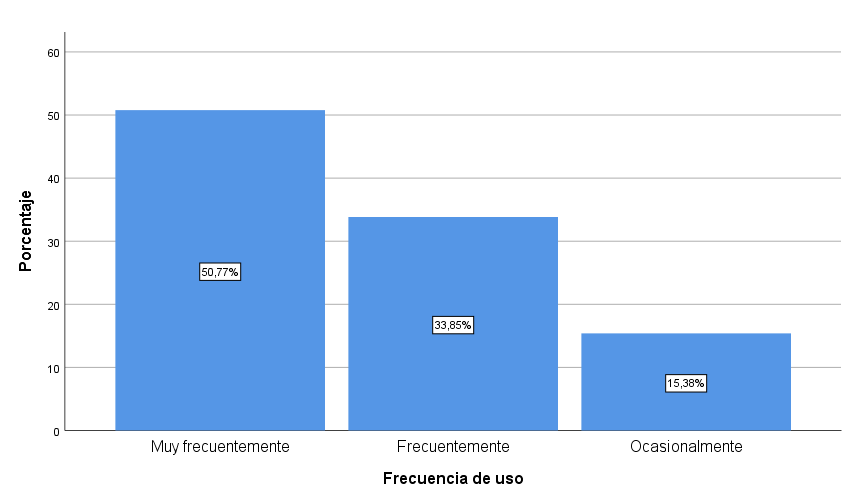 Porcentaje
60
50
40
30
20
10
0
50,77%
33,85%
15,38%
Muy frecuentemente
Frecuentemente
Ocasionalmente
Frecuencia de uso